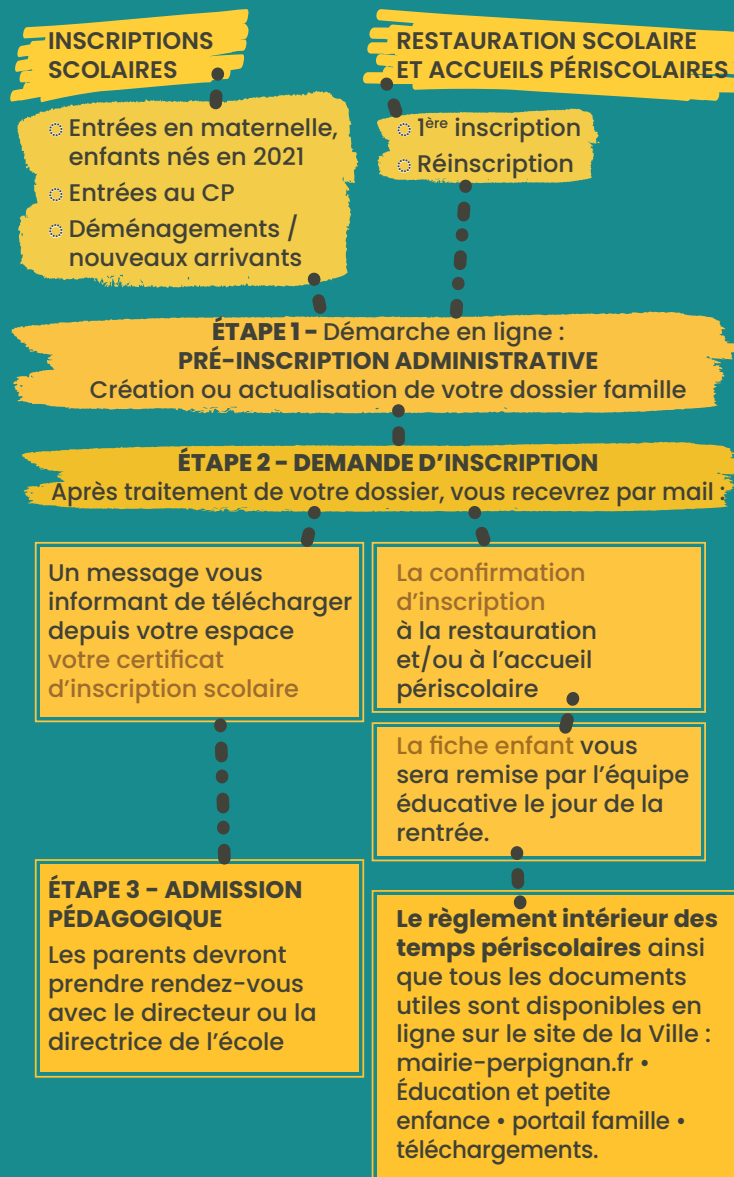 INSCRIPTIONS
SCOLAIRES
Entrées en maternelle,
enfants nés en 2021
Entrées au CP
Déménagements /
nouveaux arrivants
RESTAURATION SCOLAIRE
ET ACCUEILS PÉRISCOLAIRES
1ère inscription
Réinscription
ÉTAPE 1 - Démarche en ligne :
PRÉ-INSCRIPTION ADMINISTRATIVE
Création ou actualisation de votre dossier famille
ÉTAPE 2 - DEMANDE D'INSCRIPTION
Après traitement de votre dossier, vous recevrez par mail :
Un message vous
informant de télécharger
depuis votre espace
votre certificat
d'inscription scolaire
La confirmation
d'inscription
à la restauration
et/ou à l'accueil
périscolaire
La fiche enfant vous
sera remise par l'équipe
éducative le jour de la
rentrée.
ÉTAPE 3 - ADMISSION
PÉDAGOGIQUE
Les parents devront
prendre rendez-vous
avec le directeur ou la
directrice de l'école
Le règlement intérieur des
temps périscolaires ainsi
que tous les documents
utiles sont disponibles en
ligne sur le site de la Ville :
mairie-perpignan.fr •
Éducation et petite
enfance • portail famille •
téléchargements.